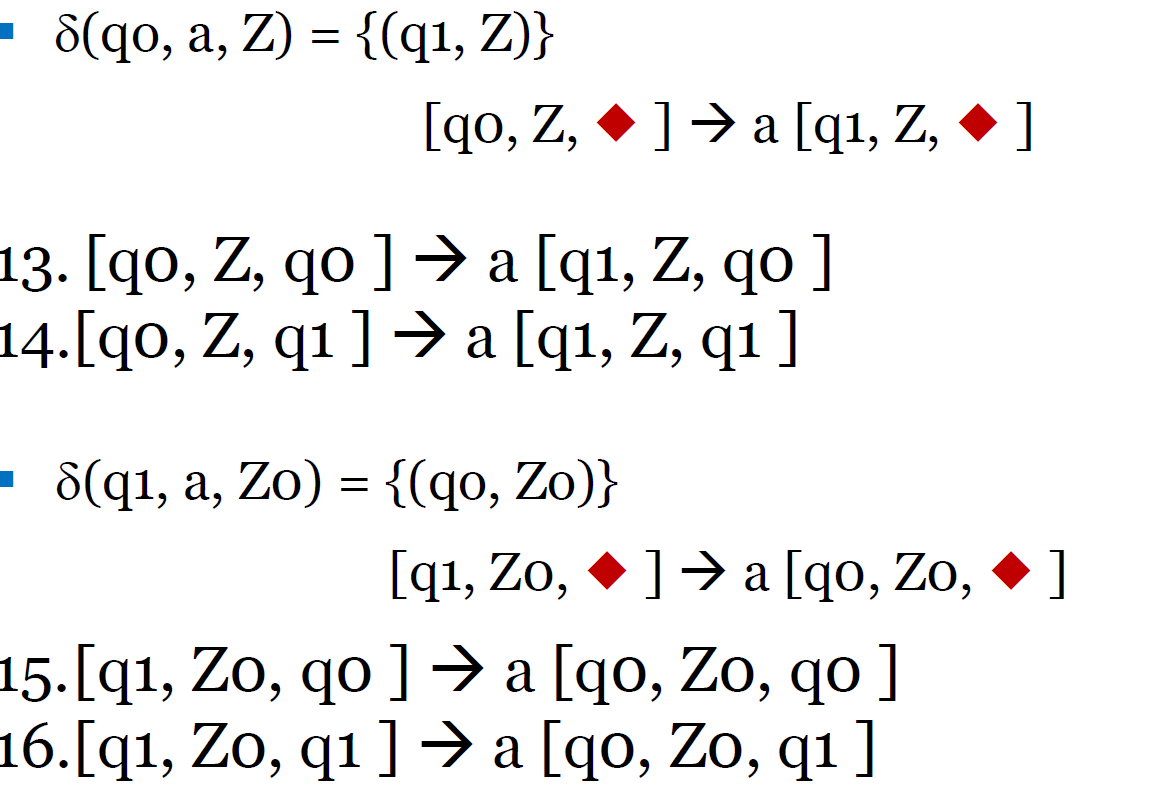 ▪ δ(q0, a, Z) = {(q1, Z)}
[q0, Z, ◆ ] → a [q1, Z, ◆ ]
13. [q0, Z, q0 ] → a [q1, Z, q0 ]
14.[q0, Z, q1 ] → a [q1, Z, q1 ]
▪ δ(q1, a, Z0) = {(q0, Z0)}
[q1, Z0, ◆ ] → a [q0, Z0, ◆ ]
15.[q1, Z0, q0 ] → a [q0, Z0, q0 ]
16.[q1, Z0, q1 ] → a [q0, Z0, q1 ]